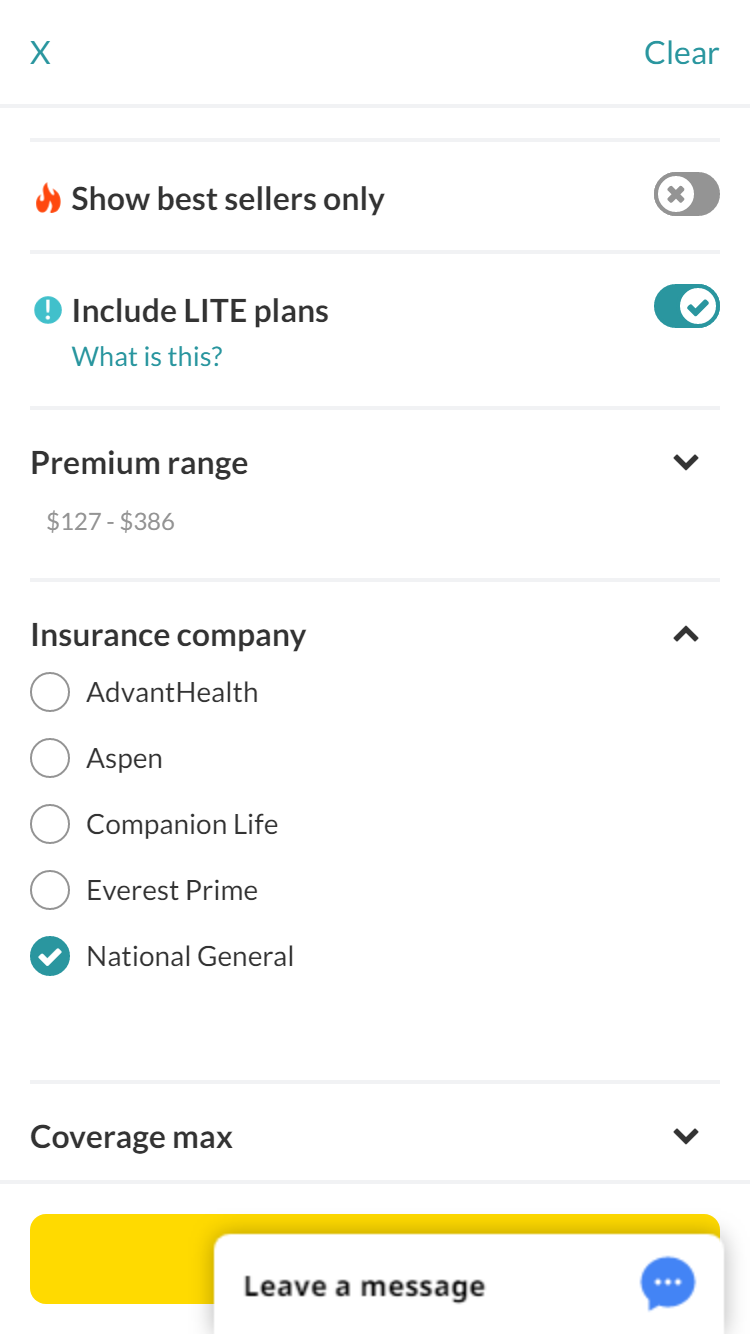 X
Clear
Show best sellers only
Include LITE plans
What is this?
Premium range
$127 - $386
Insurance company
AdvantHealth
Aspen
Companion Life
Everest Prime
National General
Coverage max
Leave a message